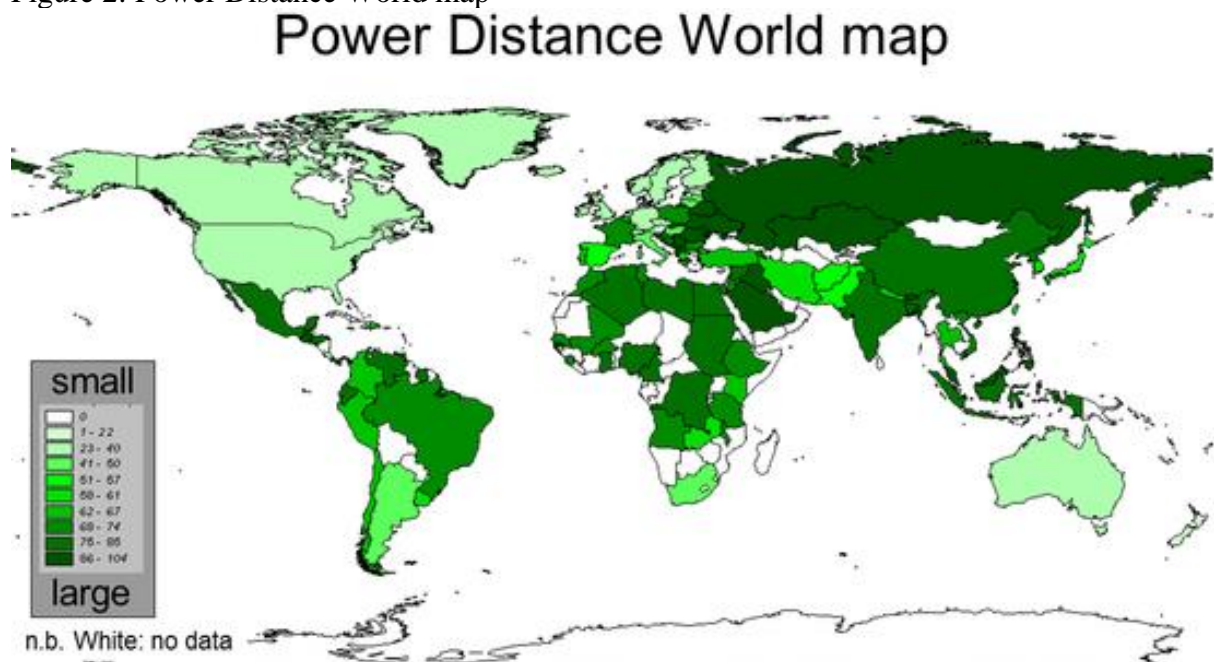 Figure 2. Power Distance World map
Power Distance World map
small
0
1 - 22
23 - 40
41 - 50
51 - 57
58 - 61
62 - 67
68 - 74
75 - 85
86 - 104
large
n.b. White: no data